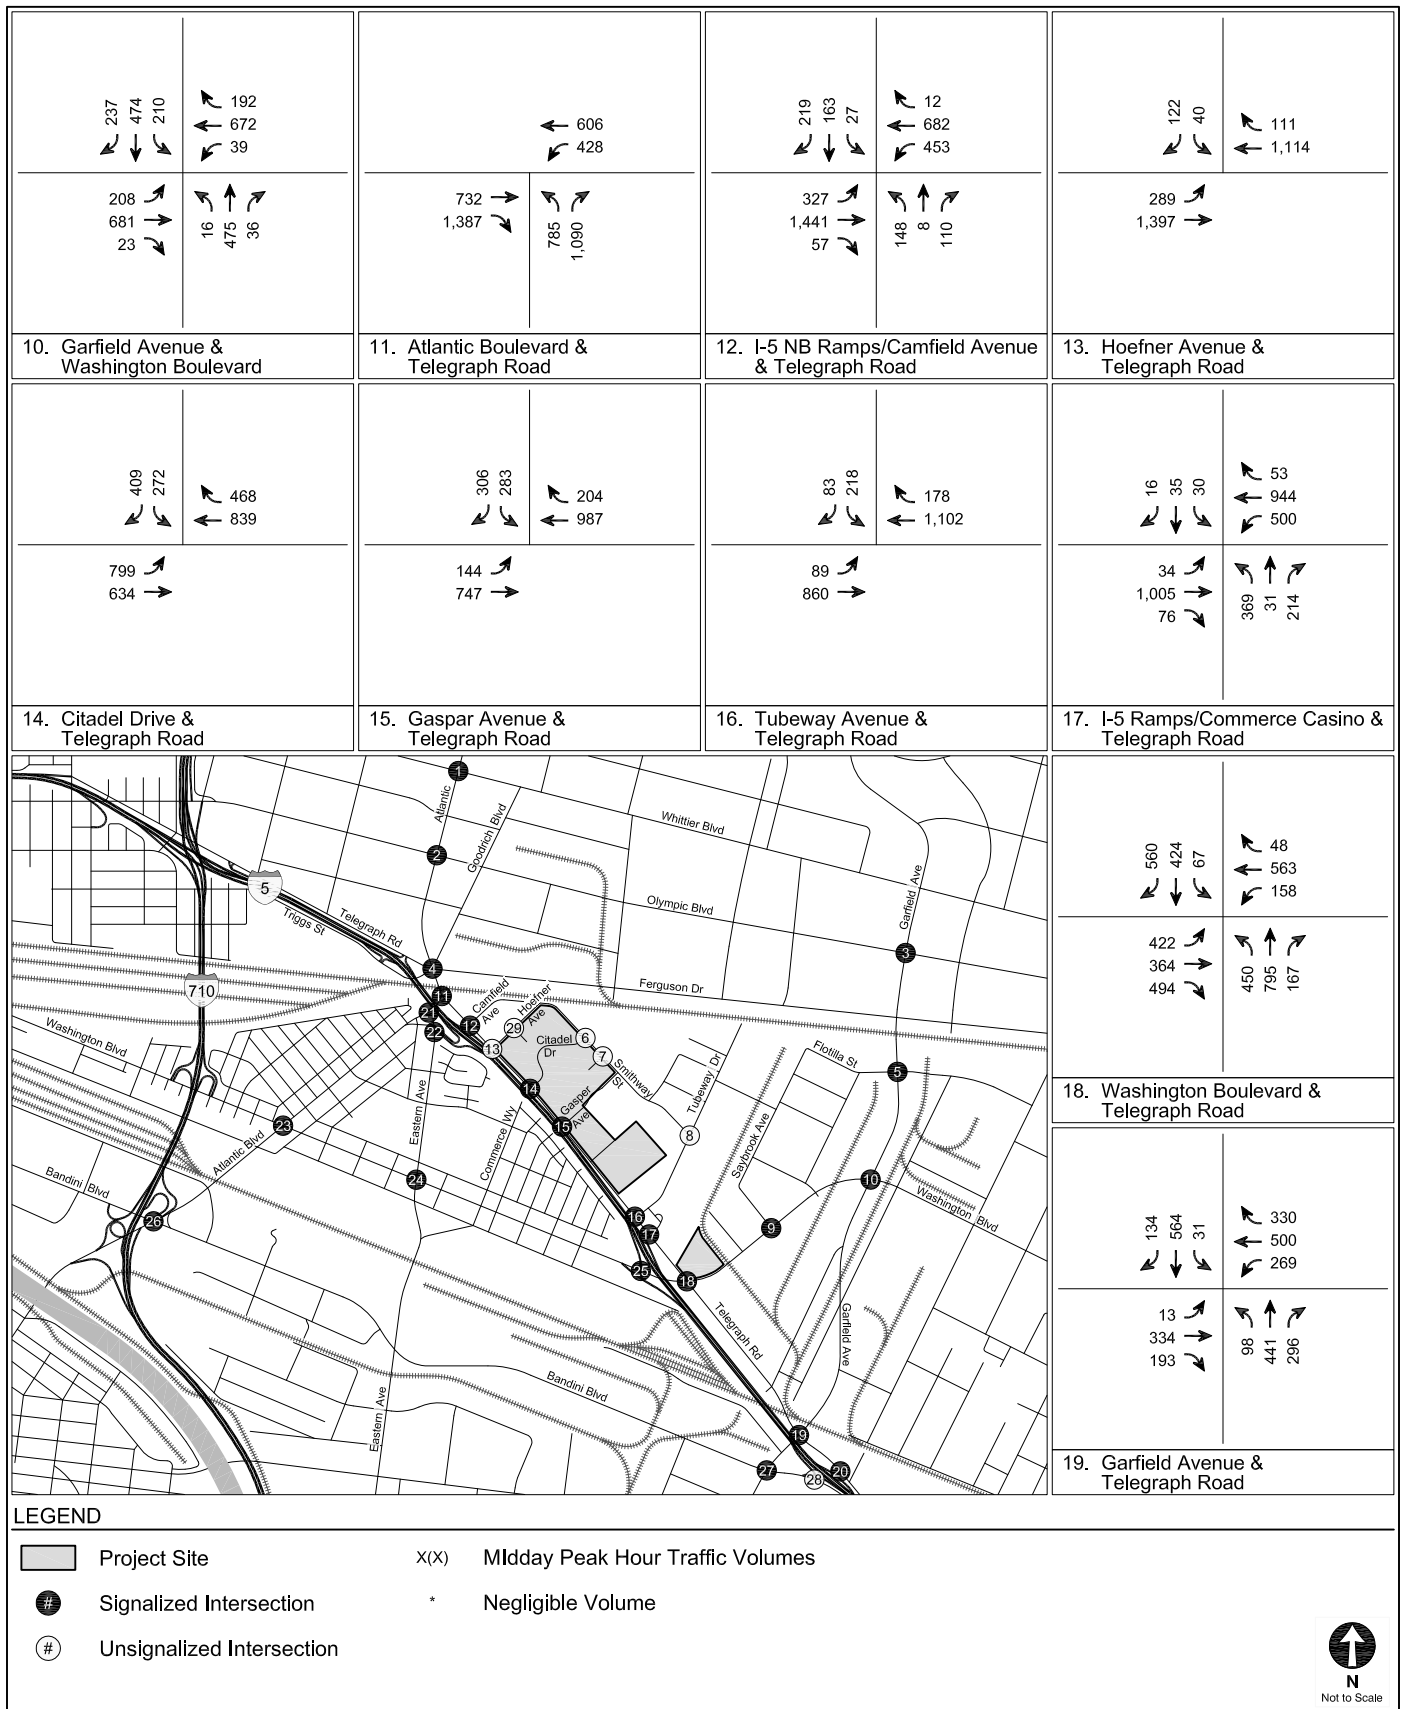 237 474 210
192
672
39
208
681
23
16 475 36
10. Garfield Avenue &
Washington Boulevard
606
428
732
1,387
785 1,090
11. Atlantic Boulevard &
Telegraph Road
219 163 27
12
682
453
327
1,441
57
148 8 110
12. I-5 NB Ramps/Camfield Avenue
& Telegraph Road
122 40
111
1,114
289
1,397
13. Hoefner Avenue &
Telegraph Road
409 272
468
839
799
634
14. Citadel Drive &
Telegraph Road
306 283
204
987
144
747
15. Gaspar Avenue &
Telegraph Road
83 218
178
1,102
89
860
16. Tubeway Avenue &
Telegraph Road
16 35 30
53
944
500
34
1,005
76
369 31 214
17. I-5 Ramps/Commerce Casino &
Telegraph Road
560 424 67
48
563
158
422
364
494
450 795 167
18. Washington Boulevard &
Telegraph Road
134 564 31
330
500
269
13
334
193
98 441 296
19. Garfield Avenue &
Telegraph Road
1
Atlantic
Goodrich Blvd
Whittier Blvd
2
5
Triggs St
Telegraph Rd
Olympic Blvd
Garfield Ave
3
4
710
Ferguson Dr
11
21
22
12
Camfield
Ave
Hoefner
Ave
29
13
Citadel
Dr
6
7
Smithway
St
Tubeway Dr
Flotilla St
5
Washington Blvd
14
Gasper
Ave
15
8
Saybrook Ave
Eastern Ave
Commerce Wy
23
Atlantic Blvd
24
Bandini Blvd
26
10
Washington Blvd
9
16
17
25
18
Telegraph Rd
Garfield Ave
Bandini Blvd
Eastern Ave
19
27
28
20
LEGEND
Project Site
X(X) MIdday Peak Hour Traffic Volumes
# Signalized Intersection
* Negligible Volume
# Unsignalized Intersection
N
Not to Scale